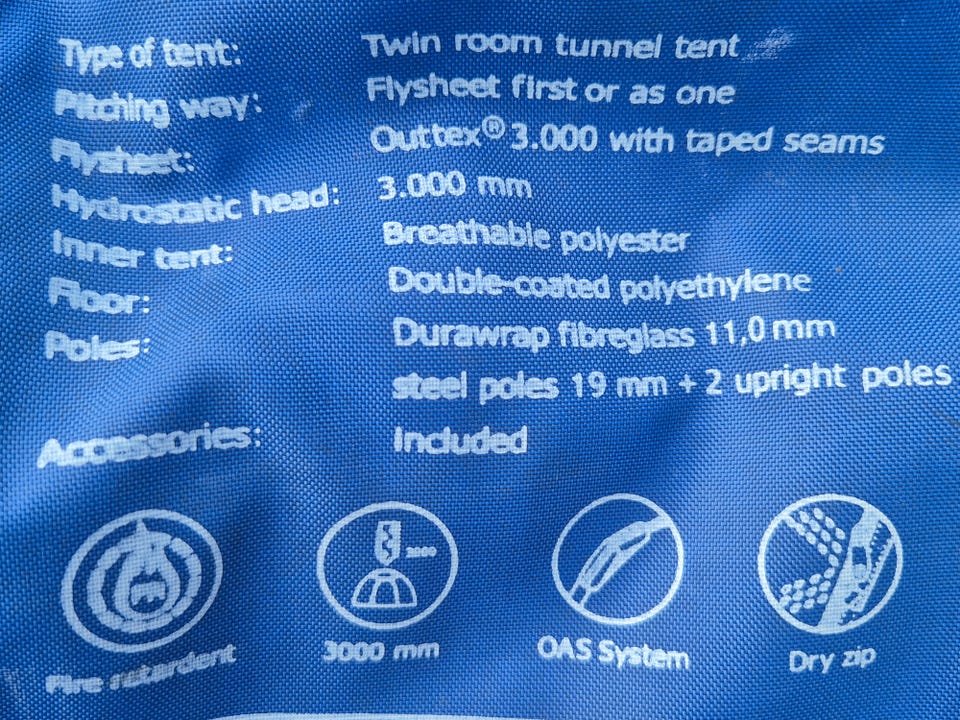 Type of tent: Twin room tunnel tent
Pitching way: Flysheet first or as one
Flysheet: Outtex® 3.000 with taped seams
Hydrostatic head: 3.000 mm
Inner tent: Breathable polyester
Floor: Double-coated polyethylene
Poles: Durawrap fibreglass 11,0 mm
steel poles 19 mm + 2 upright poles
Accessories: Included
3000
Fire retardent
3000 mm
OAS System
Dry zip